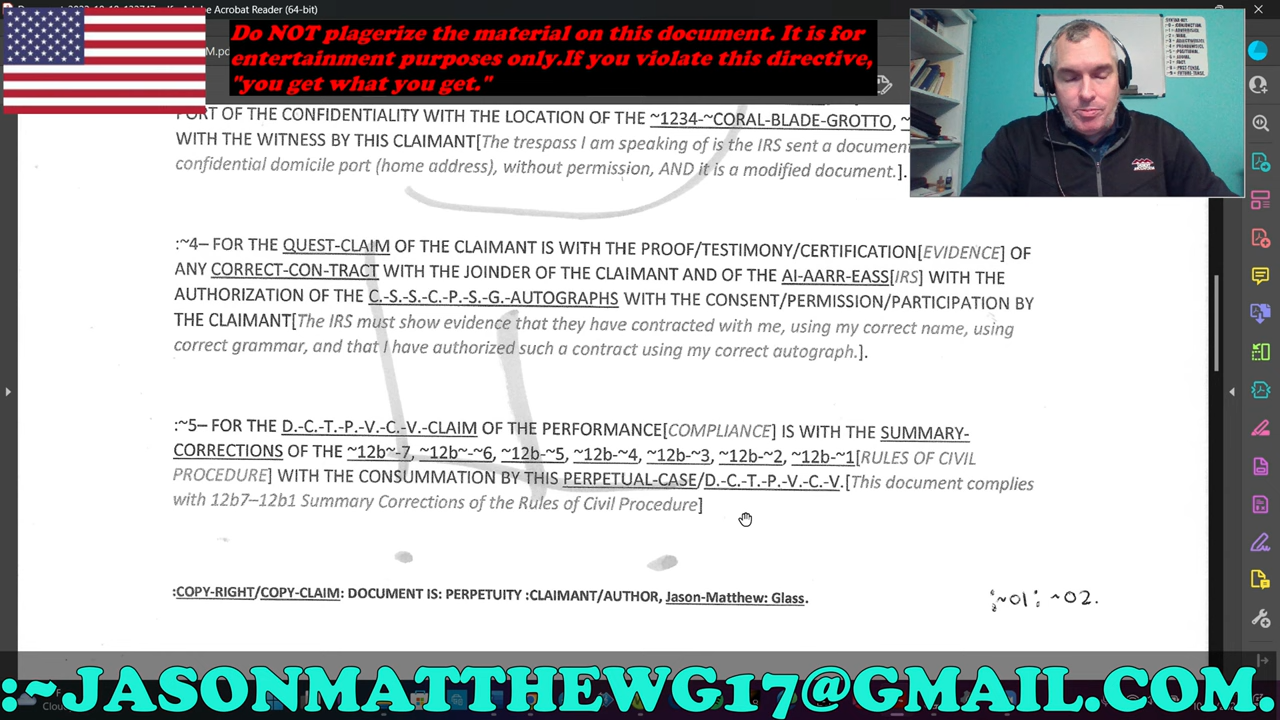 Adobe Acrobat Reader (64-bit)
Do NOT plagerize the material on this document. It is for
entertainment purposes only.If you violate this directive,
"you get what you get.
PORT OF THE CONFIDENTIALITY WITH THE LOCATION OF THE ~1234-~CORAL-BLADE-GROTTO,
WITH THE WITNESS BY THIS CLAIMANT[The trespass I am speaking of is the IRS sent a document
confidential domicile port (home address), without permission, AND it is a modified document.].
:~4– FOR THE QUEST-CLAIM OF THE CLAIMANT IS WITH THE PROOF/TESTIMONY/CERTIFICATION[EVIDENCE] OF
ANY CORRECT-CON-TRACT WITH THE JOINDER OF THE CLAIMANT AND OF THE AI-AARR-EASS[IRS] WITH THE
AUTHORIZATION OF THE C.-S.-S.-C.-P.-S.-G.-AUTOGRAPHS WITH THE CONSENT/PERMISSION/PARTICIPATION BY
THE CLAIMANT[The IRS must show evidence that they have contracted with me, using my correct name, using
correct grammar, and that I have authorized such a contract using my correct autograph.].
:~5– FOR THE D.-C.-T.-P.-V.-C.-V.-CLAIM OF THE PERFORMANCE[COMPLIANCE] IS WITH THE SUMMARY-
CORRECTIONS OF THE ~12b~-7, ~12b~-~6, ~12b-~5, ~12b-~4, ~12b-~3, ~12b-~2, ~12b-~1[RULES OF CIVIL
PROCEDURE] WITH THE CONSUMMATION BY THIS PERPETUAL-CASE/D.-C.-T.-P.-V.-C.-V.[This document complies
with 12b7–12b1 Summary Corrections of the Rules of Civil Procedure]
:COPY-RIGHT/COPY-CLAIM: DOCUMENT IS: PERPETUITY :CLAIMANT/AUTHOR, Jason-Matthew: Glass.
:~01: ~02.
:~JASONMATTHEWG17@GMAIL.COM.